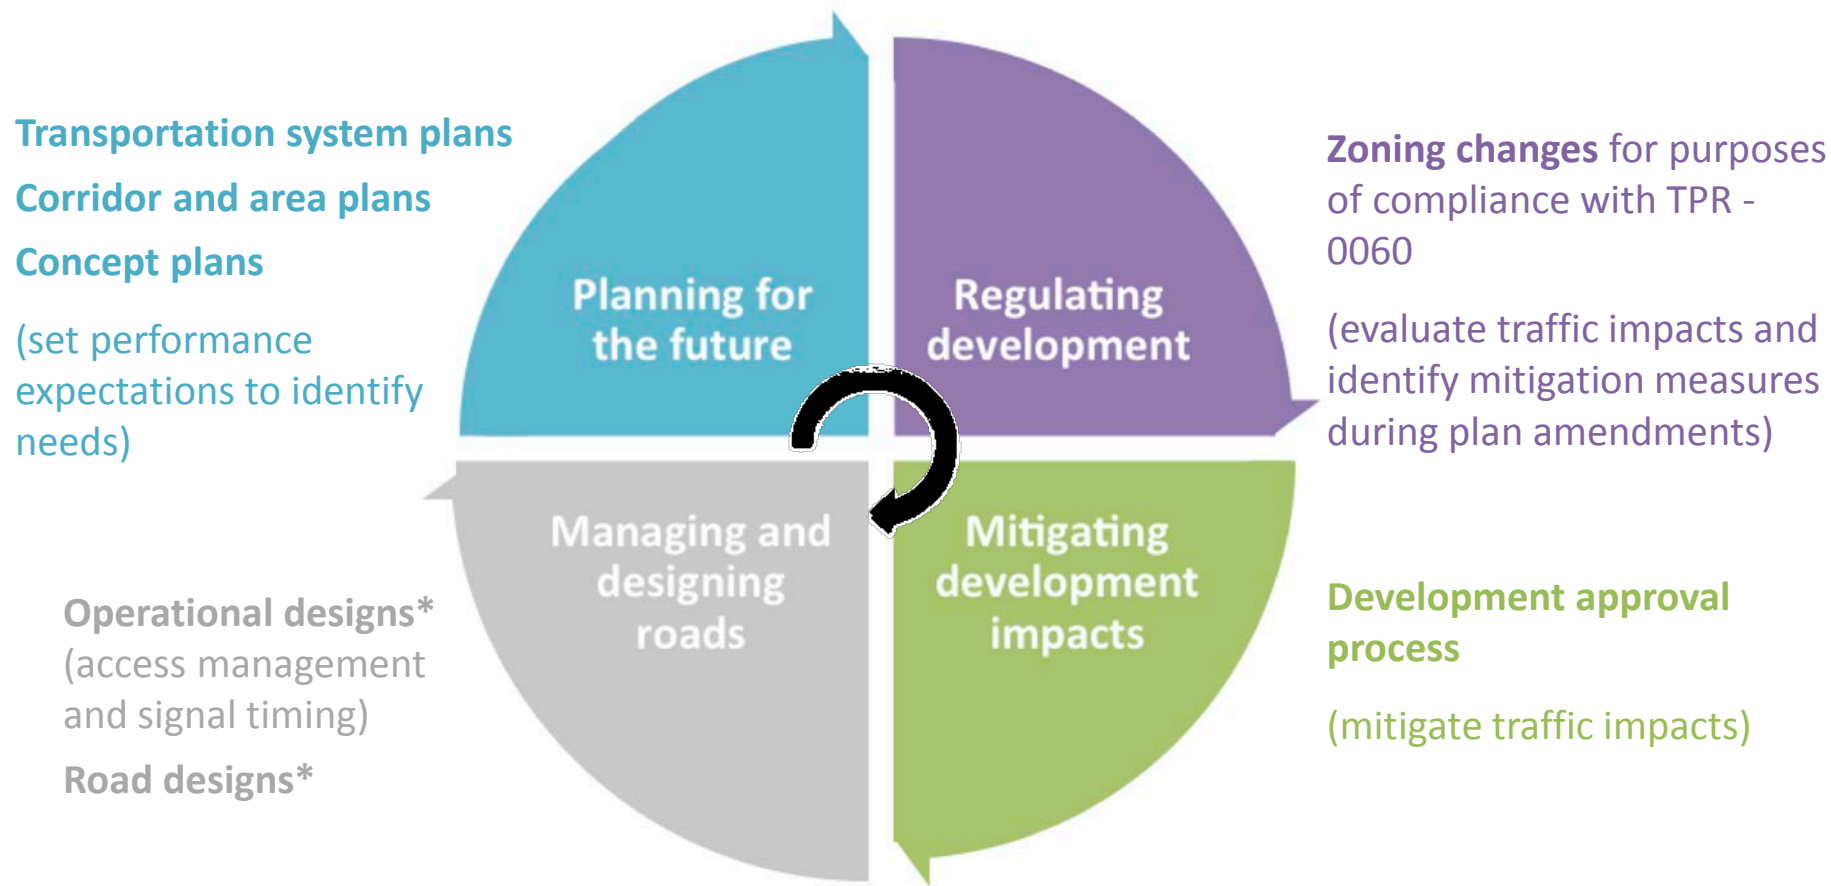 Transportation system plans
Corridor and area plans
Concept plans
(set performance
expectations to identify
needs)
Planning for
the future
Regulating
development
Zoning changes for purposes
of compliance with TPR -
0060
(evaluate traffic impacts and
identify mitigation measures
during plan amendments)
Managing and
designing
roads
Mitigating
development
impacts
Operational designs*
(access management
and signal timing)
Road designs*
Development approval
process
(mitigate traffic impacts)